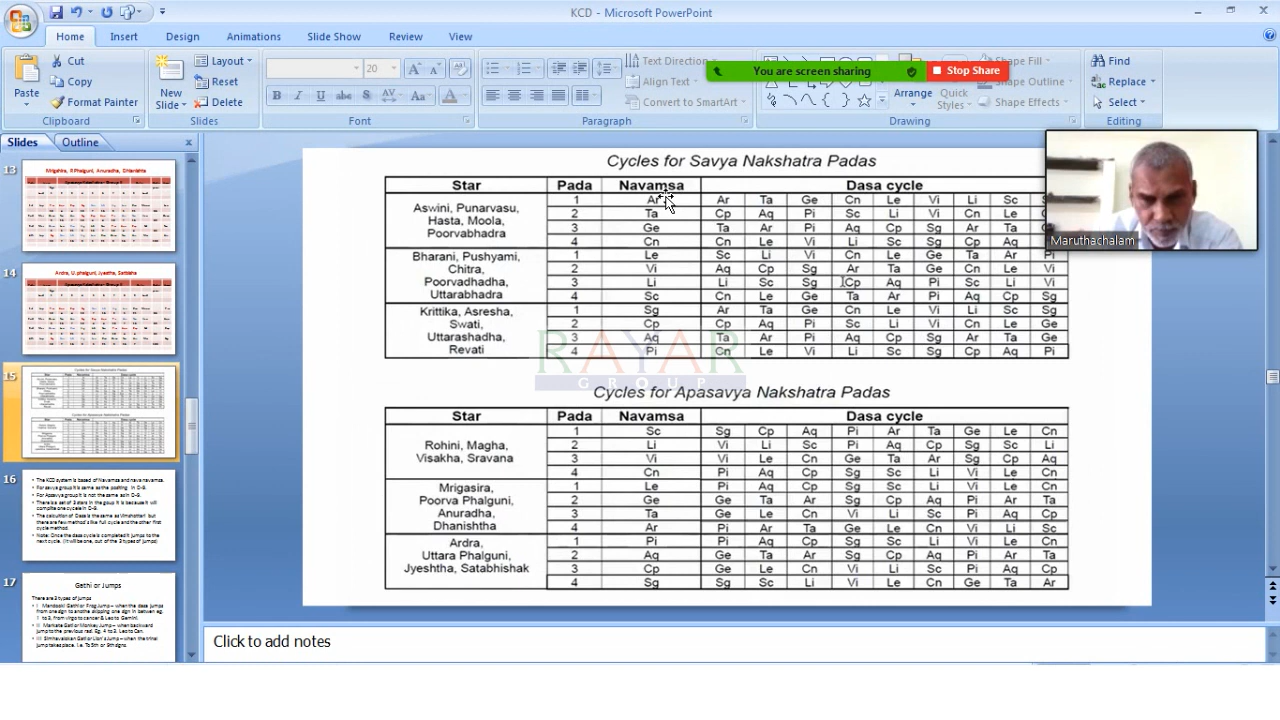 KCD - Microsoft PowerPoint
Home Insert Design Animations Slide Show Review View
Cut
Copy
Format Painter
Paste
Clipboard
New Slide
Layout
Reset
Delete
Slides
20
B I U abc S AV Aa A
Font
Text Direction
Align Text
Convert to SmartArt
Paragraph
You are screen sharing
Stop Share
Arrange
Quick Styles
Shape Fill
Shape Outline
Shape Effects
Drawing
Find
Replace
Select
Editing
Slides Outline
13
14
15
16
17
Gathi or Jumps
There are 3 types of jumps
Cycles for Savya Nakshatra Padas
Star Pada Navamsa Dasa cycle
Aswini, Punarvasu,
Hasta, Moola,
Poorvabhadra
1 Ar Ar Ta Ge Cn Le Vi Li Sc
2 Ta Cp Aq Pi Sc Li Vi Cn Le
3 Ge Ta Ar Pi Aq Cp Sg Ar Ta
4 Cn Cn Le Vi Li Sc Sg Cp Aq
Bharani, Pushyami,
Chitra,
Poorvadhadha,
Uttarabhadra
1 Le Sc Li Vi Cn Le Ge Ta Ar Pi
2 Vi Aq Cp Sg Ar Ta Ge Cn Le Vi
3 Li Li Sc Sg Cp Aq Pi Sc Li Vi
4 Sc Cn Le Ge Ta Ar Pi Aq Cp Sg
Krittika, Asresha,
Swati,
Uttarashadha,
Revati
1 Sg Ar Ta Ge Cn Le Vi Li Sc Sg
2 Cp Cp Aq Pi Sc Li Vi Cn Le Ge
3 Aq Ta Ar Pi Aq Cp Sg Ar Ta Ge
4 Pi Cn Le Vi Li Sc Sg Cp Aq Pi
RAYAR
GROUP
Cycles for Apasavya Nakshatra Padas
Star Pada Navamsa Dasa cycle
Rohini, Magha,
Visakha, Sravana
1 Sc Sg Cp Aq Pi Ar Ta Ge Le Cn
2 Li Vi Li Sc Pi Aq Cp Sg Sc Li
3 Vi Vi Le Cn Ge Ta Ar Sg Cp Aq
4 Cn Pi Aq Cp Sg Sc Li Vi Le Cn
Mrigasira,
Poorva Phalguni,
Anuradha,
Dhanishtha
1 Le Pi Aq Cp Sg Sc Li Vi Le Cn
2 Ge Ge Ta Ar Sg Cp Aq Pi Ar Ta
3 Ta Ge Le Cn Vi Li Sc Pi Aq Cp
4 Ar Pi Ar Ta Ge Le Cn Vi Li Sc
Ardra,
Uttara Phalguni,
Jyeshtha, Satabhishak
1 Pi Pi Aq Cp Sg Sc Li Vi Le Cn
2 Aq Ge Ta Ar Sg Cp Aq Pi Ar Ta
3 Cp Ge Le Cn Vi Li Sc Pi Aq Cp
4 Sg Sg Sc Li Vi Le Cn Ge Ta Ar
Maruthachalam
Click to add notes